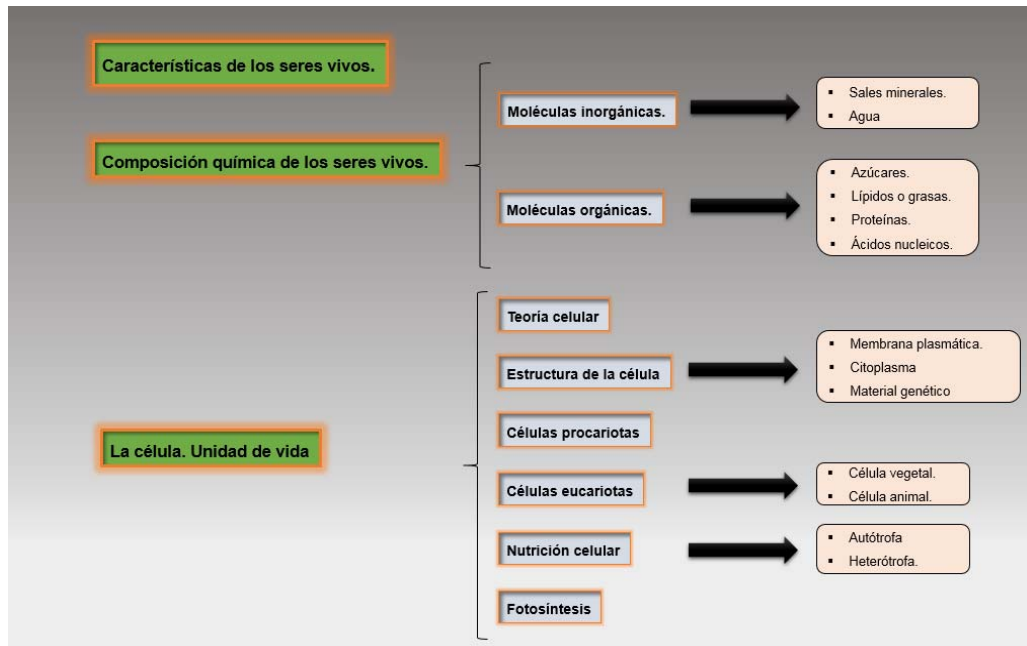 Características de los seres vivos.
Composición química de los seres vivos.
Moléculas inorgánicas.
Sales minerales.
Agua
Moléculas orgánicas.
Azúcares.
Lípidos o grasas.
Proteínas.
Ácidos nucleicos.
La célula. Unidad de vida
Teoría celular
Estructura de la célula
Membrana plasmática.
Citoplasma
Material genético
Células procariotas
Células eucariotas
Célula vegetal.
Célula animal.
Nutrición celular
Autótrofa
Heterótrofa.
Fotosíntesis